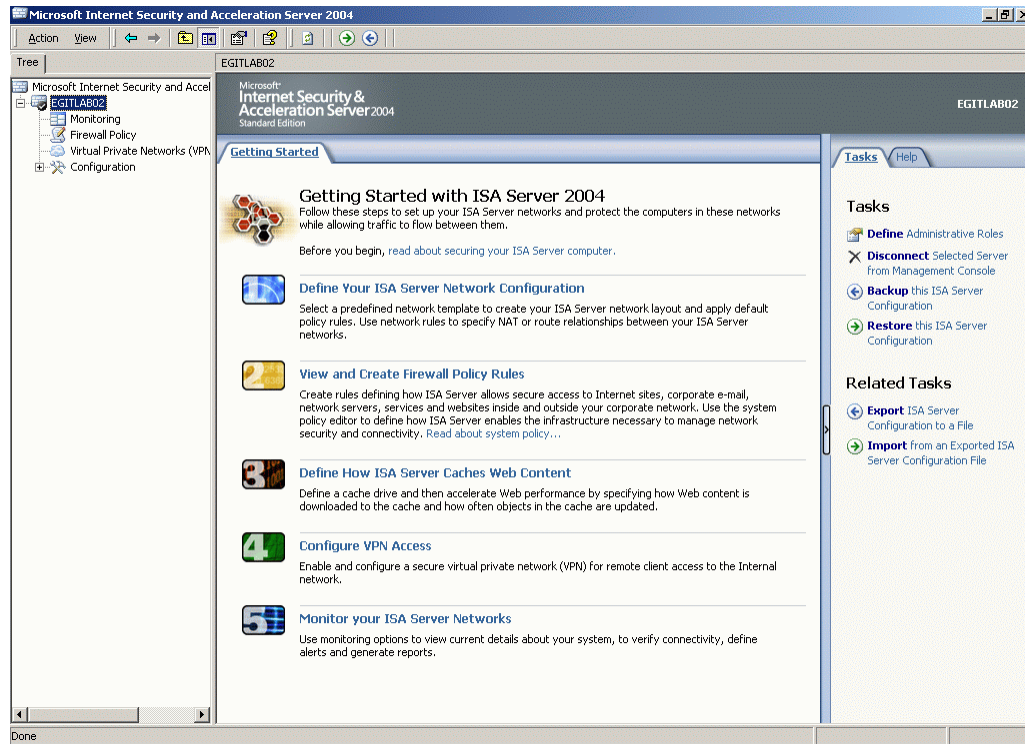 Microsoft Internet Security and Acceleration Server 2004
Action View
Tree
EGITLAB02
Microsoft Internet Security and Accel
EGITLAB02
Monitoring
Firewall Policy
Virtual Private Networks (VPN
Configuration
Microsoft
Internet Security &
Acceleration Server 2004
Standard Edition
EGITLAB02
Getting Started
Getting Started with ISA Server 2004
Follow these steps to set up your ISA Server networks and protect the computers in these networks
while allowing traffic to flow between them.
Before you begin, read about securing your ISA Server computer.
1
Define Your ISA Server Network Configuration
Select a predefined network template to create your ISA Server network layout and apply default
policy rules. Use network rules to specify NAT or route relationships between your ISA Server
networks.
2
View and Create Firewall Policy Rules
Create rules defining how ISA Server allows secure access to Internet sites, corporate e-mail,
network servers, services and websites inside and outside your corporate network. Use the system
policy editor to define how ISA Server enables the infrastructure necessary to manage network
security and connectivity. Read about system policy...
3
Define How ISA Server Caches Web Content
Define a cache drive and then accelerate Web performance by specifying how Web content is
downloaded to the cache and how often objects in the cache are updated.
4
Configure VPN Access
Enable and configure a secure virtual private network (VPN) for remote client access to the Internal
network.
5
Monitor your ISA Server Networks
Use monitoring options to view current details about your system, to verify connectivity, define
alerts and generate reports.
Tasks Help
Tasks
Define Administrative Roles
Disconnect Selected Server
from Management Console
Backup this ISA Server
Configuration
Restore this ISA Server
Configuration
Related Tasks
Export ISA Server
Configuration to a File
Import from an Exported ISA
Server Configuration File
Done